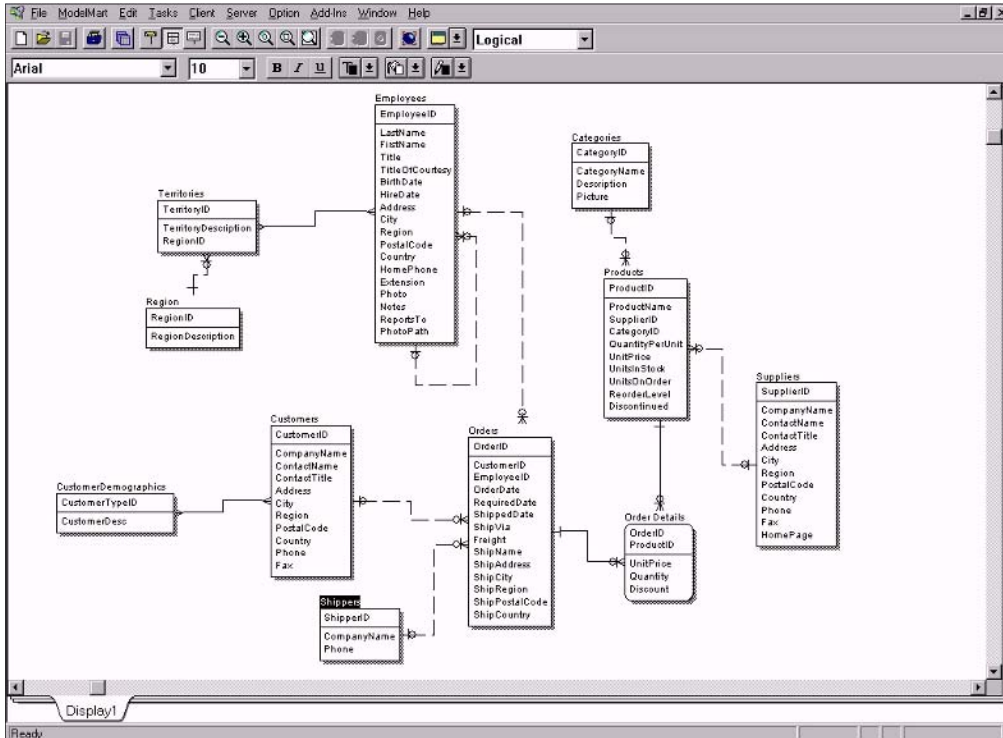 File ModelMart Edit Tasks Client Server Option Add-Ins Window Help
Logical
Arial 10 B I U
Employees
EmployeeID
LastName
FirstName
Title
TitleOfCourtesy
BirthDate
HireDate
Address
City
Region
PostalCode
Country
HomePhone
Extension
Photo
Notes
ReportsTo
PhotoPath
Categories
CategoryID
CategoryName
Description
Picture
Territories
TerritoryID
TerritoryDescription
RegionID
Region
RegionID
RegionDescription
Products
ProductID
ProductName
SupplierID
CategoryID
QuantityPerUnit
UnitPrice
UnitsInStock
UnitsOnOrder
ReorderLevel
Discontinued
Suppliers
SupplierID
CompanyName
ContactName
ContactTitle
Address
City
Region
PostalCode
Country
Phone
Fax
HomePage
Customers
CustomerID
CompanyName
ContactName
ContactTitle
Address
City
Region
PostalCode
Country
Phone
Fax
Orders
OrderID
CustomerID
EmployeeID
OrderDate
RequiredDate
ShippedDate
ShipVia
Freight
ShipName
ShipAddress
ShipCity
ShipRegion
ShipPostalCode
ShipCountry
CustomerDemographics
CustomerTypeID
CustomerDesc
Order Details
OrderID
ProductID
UnitPrice
Quantity
Discount
Shippers
ShipperID
CompanyName
Phone
Display1
Ready